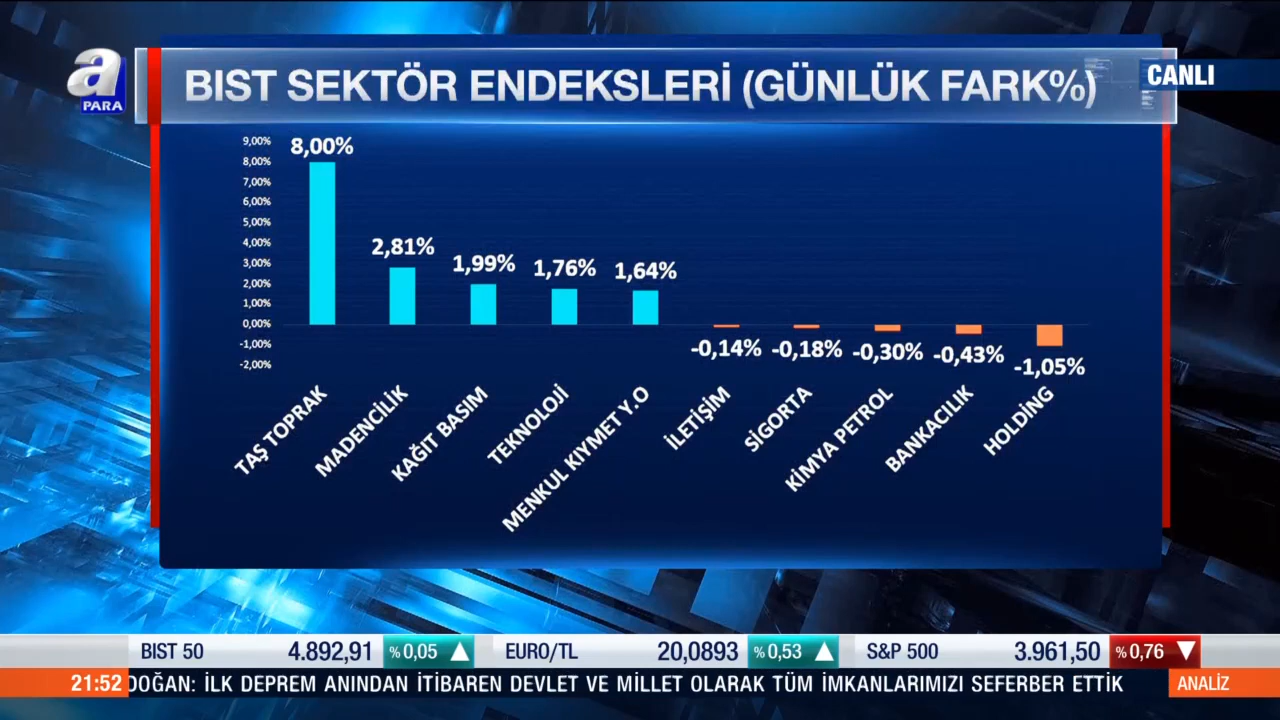 a
PARA
BIST SEKTÖR ENDEKSLERİ (GÜNLÜK FARK%)
CANLI
9,00%
8,00%
7,00%
6,00%
5,00%
4,00%
3,00%
2,00%
1,00%
0,00%
-1,00%
-2,00%
8,00%
2,81%
1,99%
1,76%
1,64%
-0,14%
-0,18%
-0,30%
-0,43%
-1,05%
TAŞ TOPRAK
MADENCİLİK
KAĞIT BASIM
TEKNOLOJİ
MENKUL KIYMET Y.O
İLETİŞİM
SİGORTA
KİMYA PETROL
BANKACILIK
HOLDİNG
BIST 50 4.892,91 %0,05 ▲ EURO/TL 20,0893 %0,53 ▲ S&P 500 3.961,50 %0,76 ▼
21:52 DOĞAN: İLK DEPREM ANINDAN İTİBAREN DEVLET VE MİLLET OLARAK TÜM İMKANLARIMIZI SEFERBER ETTİK ANALİZ